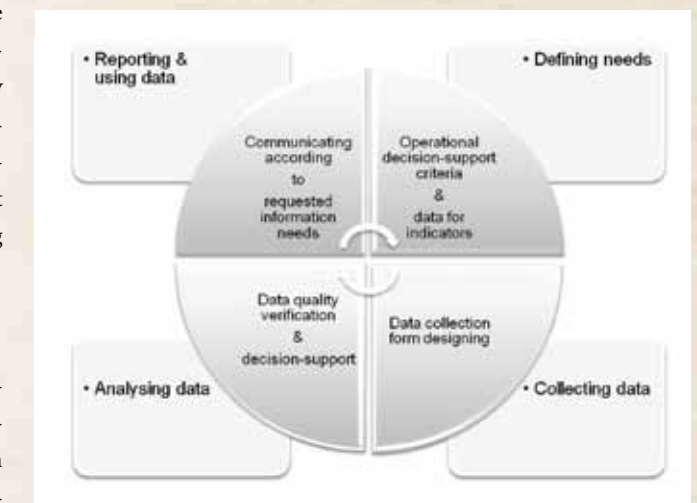 • Reporting &
using data
• Defining needs
Communicating
according
to
requested
information
needs
Operational
decision-support
criteria
&
data for
indicators
Data quality
verification
&
decision-support
Data collection
form designing
• Analysing data
• Collecting data